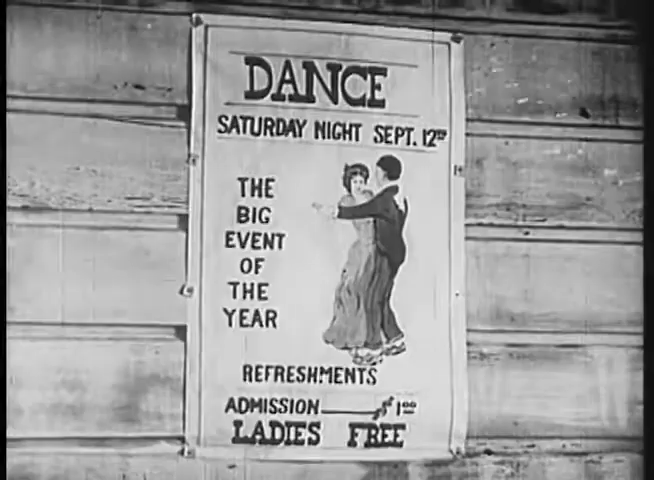 DANCE
SATURDAY NIGHT SEPT. 12TH
THE
BIG
EVENT
OF
THE
YEAR
REFRESHMENTS
ADMISSION $1.00
LADIES FREE